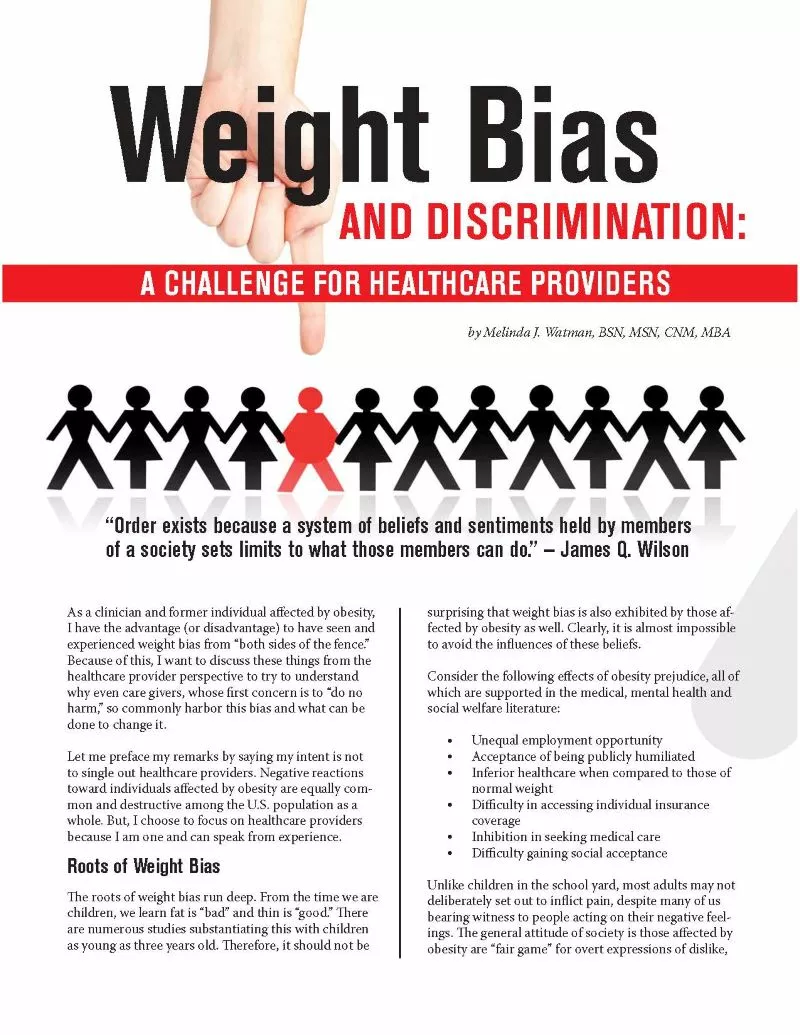 Weight Bias
AND DISCRIMINATION:
A CHALLENGE FOR HEALTHCARE PROVIDERS
by Melinda J. Watman, BSN, MSN, CNM, MBA
“Order exists because a system of beliefs and sentiments held by members
of a society sets limits to what those members can do.” – James Q. Wilson
As a clinician and former individual affected by obesity,
I have the advantage (or disadvantage) to have seen and
experienced weight bias from “both sides of the fence.”
Because of this, I want to discuss these things from the
healthcare provider perspective to try to understand
why even care givers, whose first concern is to “do no
harm,” so commonly harbor this bias and what can be
done to change it.
Let me preface my remarks by saying my intent is not
to single out healthcare providers. Negative reactions
toward individuals affected by obesity are equally com-
mon and destructive among the U.S. population as a
whole. But, I choose to focus on healthcare providers
because I am one and can speak from experience.
Roots of Weight Bias
The roots of weight bias run deep. From the time we are
children, we learn fat is “bad” and thin is “good.” There
are numerous studies substantiating this with children
as young as three years old. Therefore, it should not be
surprising that weight bias is also exhibited by those af-
fected by obesity as well. Clearly, it is almost impossible
to avoid the influences of these beliefs.
Consider the following effects of obesity prejudice, all of
which are supported in the medical, mental health and
social welfare literature:
• Unequal employment opportunity
• Acceptance of being publicly humiliated
• Inferior healthcare when compared to those of
normal weight
• Difficulty in accessing individual insurance
coverage
• Inhibition in seeking medical care
• Difficulty gaining social acceptance
Unlike children in the school yard, most adults may not
deliberately set out to inflict pain, despite many of us
bearing witness to people acting on their negative feel-
ings. The general attitude of society is those affected by
obesity are “fair game” for overt expressions of dislike,